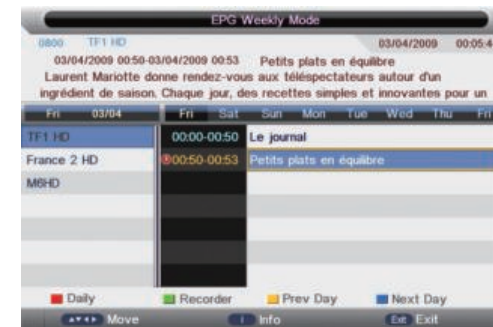 EPG Weekly Mode
0800 TF1 HD 03/04/2009 00:05:4
03/04/2009 00:50-03/04/2009 00:53 Petits plats en équilibre
Laurent Mariotte donne rendez-vous aux téléspectateurs autour d'un
ingrédient de saison. Chaque jour, des recettes simples et innovantes pour un
Fri 03/04 Fri Sat Sun Mon Tue Wed Thu Fri
TF1 HD 00:00-00:50 Le journal
France 2 HD 00:50-00:53 Petits plats en équilibre
M6HD
Daily Recorder Prev Day Next Day
Move i Info Exit Exit